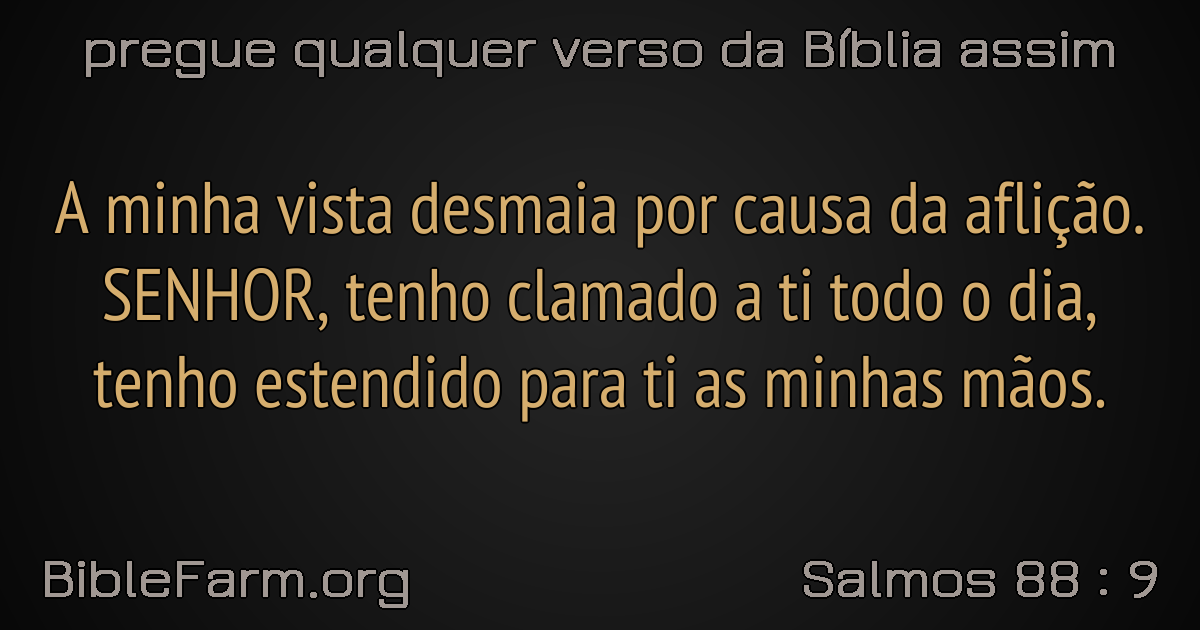 pregue qualquer verso da Bíblia assim
A minha vista desmaia por causa da aflição.
SENHOR, tenho clamado a ti todo o dia,
tenho estendido para ti as minhas mãos.
BibleFarm.org
Salmos 88 : 9